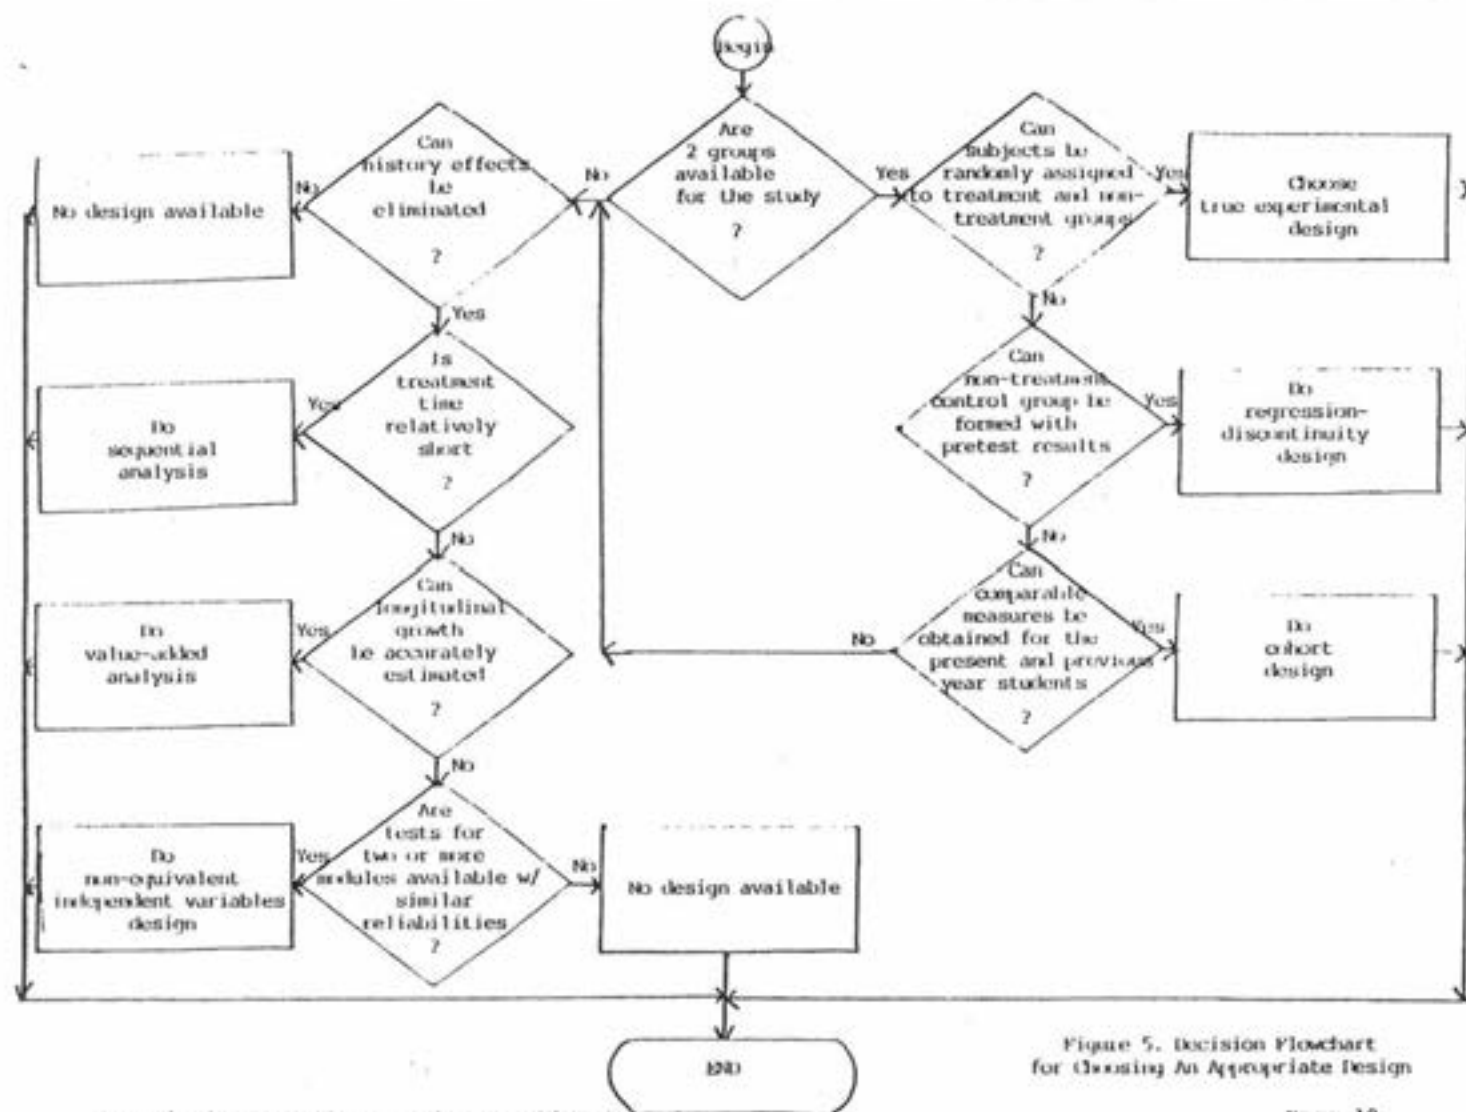 Begin
Are
2 groups
available
for the study
?
Yes
No
Can
subjects be
randomly assigned
to treatment and non-
treatment groups
?
Yes
No
Choose
true experimental
design
Can
history effects
be
eliminated
?
No
Yes
No design available
Is
treatment
time
relatively
short
?
Yes
No
Do
sequential
analysis
Can
non-treatment
control group be
formed with
pretest results
?
Yes
No
Do
regression-
discontinuity
design
Can
longitudinal
growth
be accurately
estimated
?
Yes
No
Do
value-added
analysis
Can
comparable
measures be
obtained for the
present and previous
year students
?
No
Yes
Do
cohort
design
Are
tests for
two or more
modules available w/
similar
reliabilities
?
Yes
No
Do
non-equivalent
independent variables
design
No design available
END
Figure 5. Decision Flowchart
for Choosing An Appropriate Design